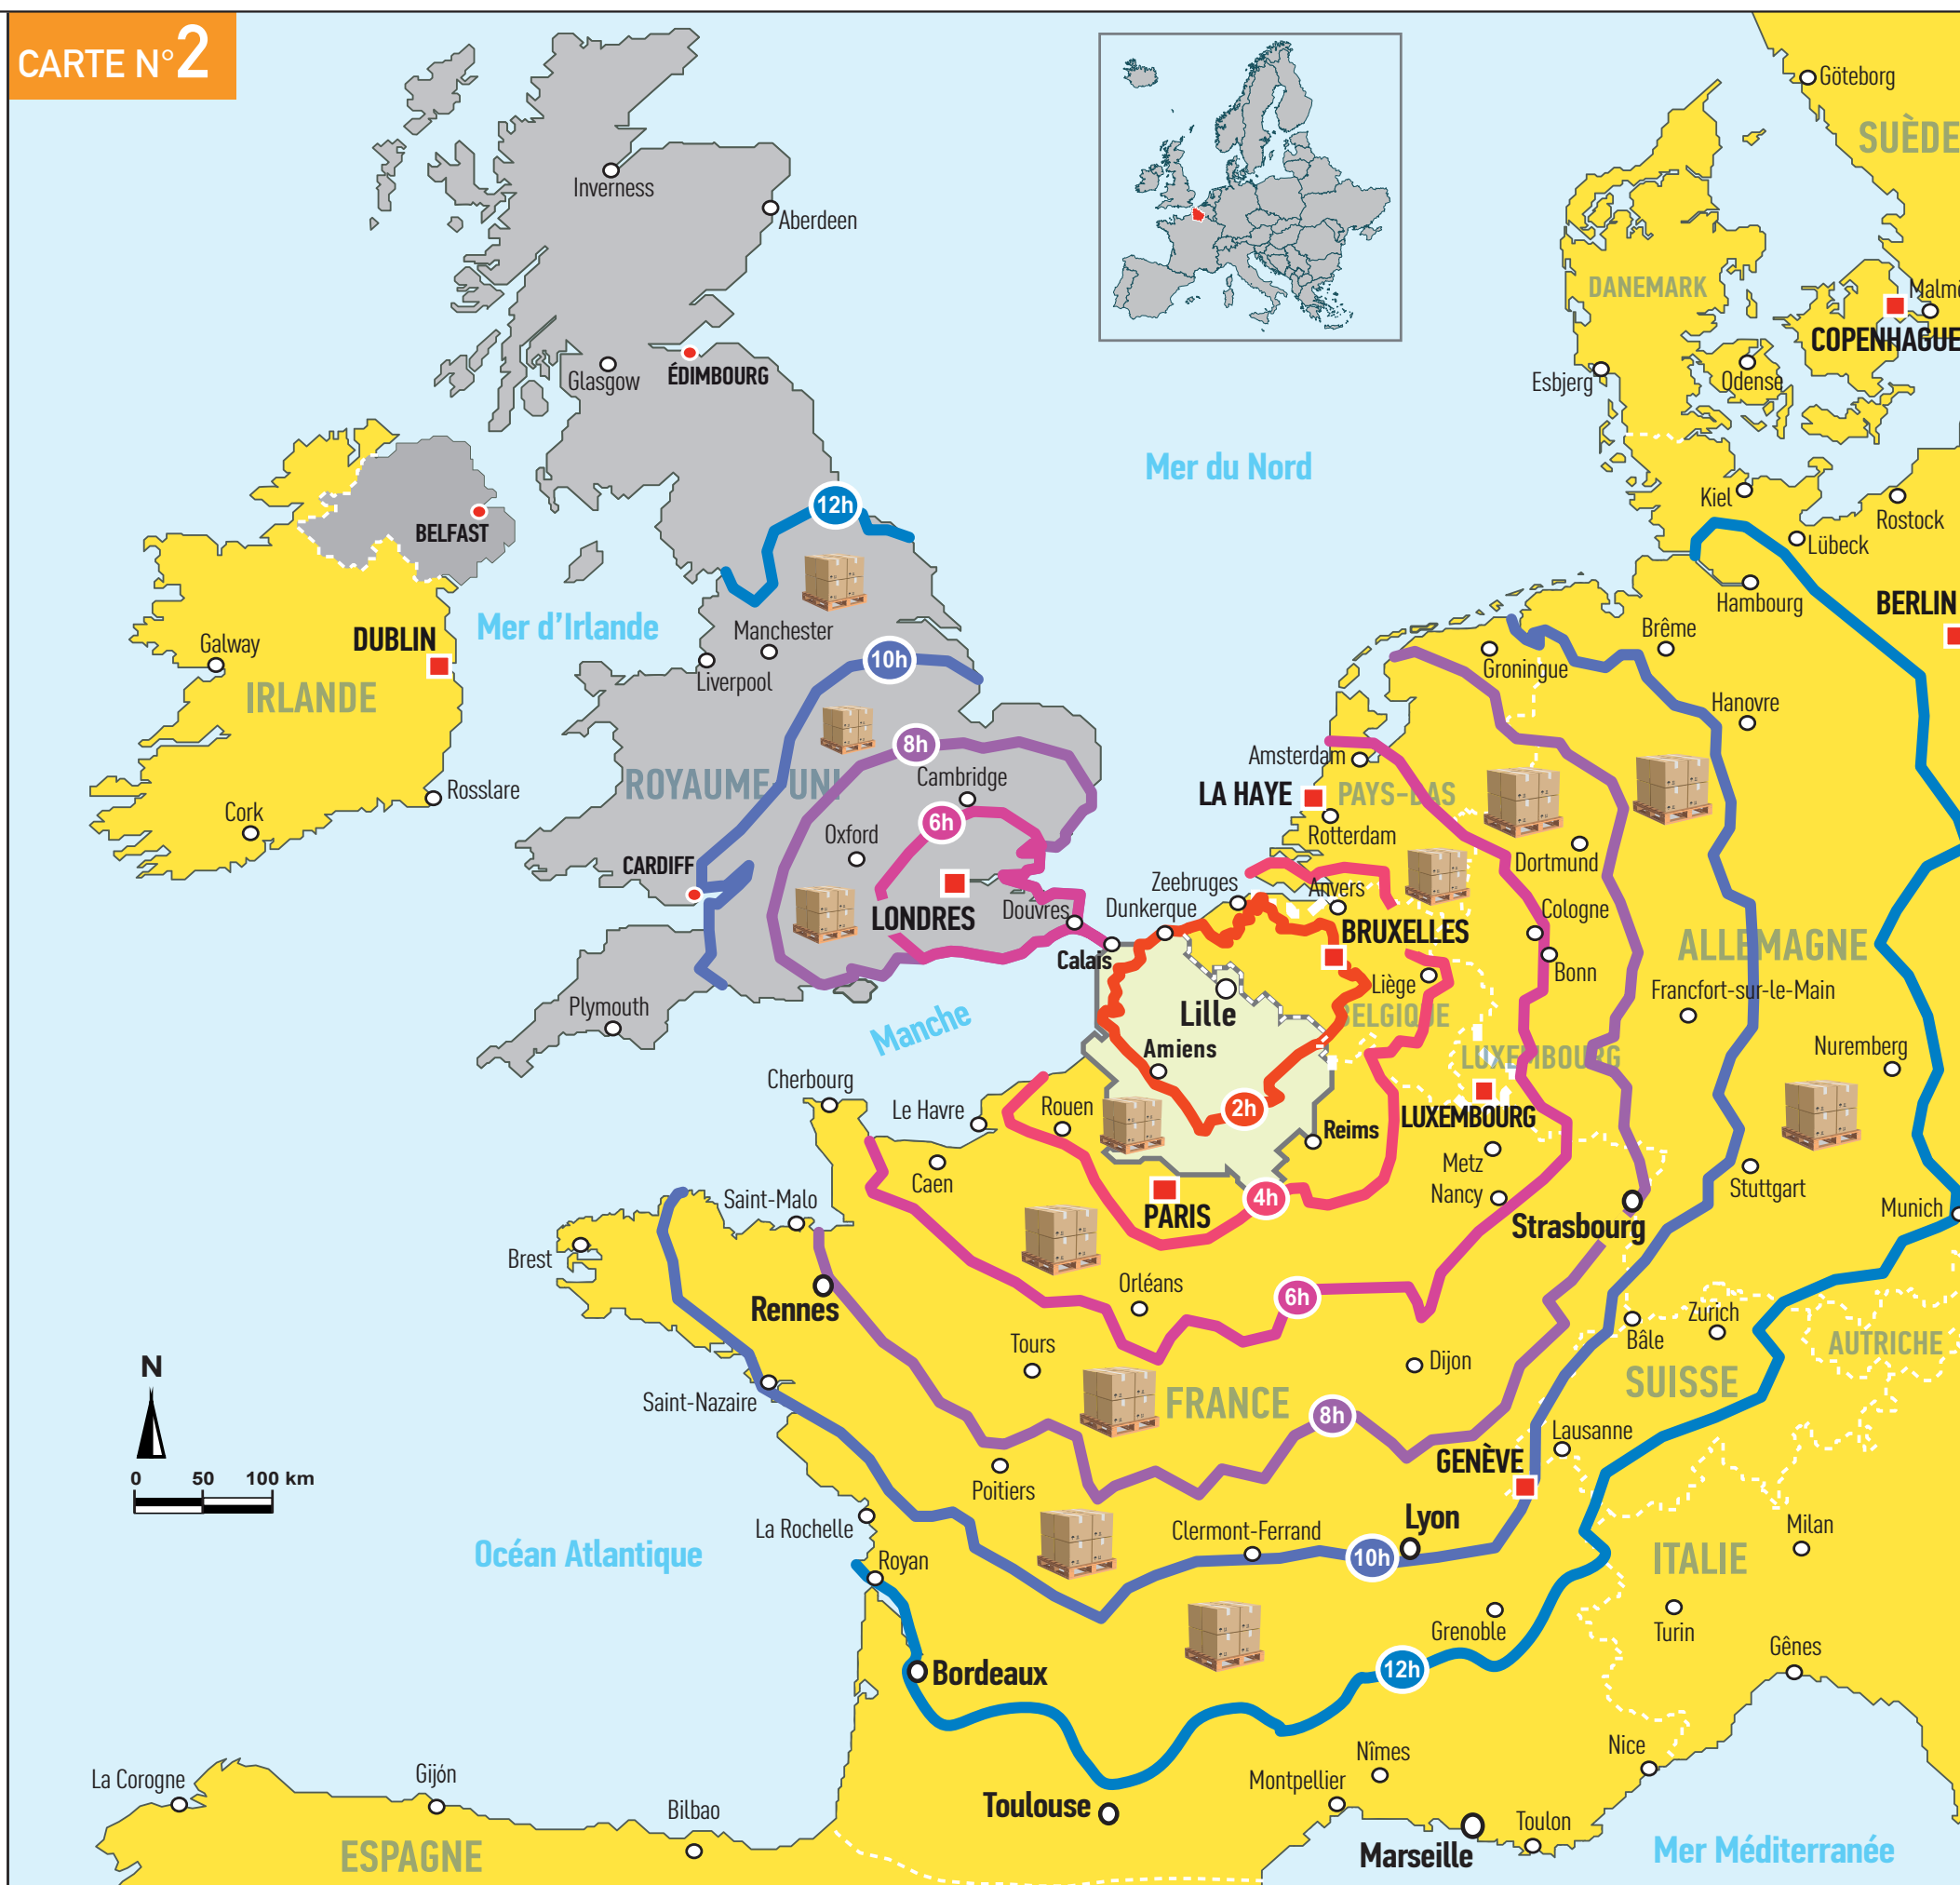 CARTE N°2
Göteborg
SUÈDE
Inverness
Aberdeen
DANEMARK
Malmö
COPENHAGUE
Glasgow
ÉDIMBOURG
Esbjerg
Odense
Mer du Nord
Kiel
Rostock
12h
BELFAST
Lübeck
Hambourg
BERLIN
Mer d'Irlande
Manchester
Galway
DUBLIN
Brême
10h
Liverpool
Groningue
IRLANDE
Hanovre
8h
Amsterdam
ROYAUME-UNI
Cambridge
Rosslare
LA HAYE
PAYS-BAS
Cork
6h
Oxford
Rotterdam
Dortmund
CARDIFF
Zeebruges
Anvers
LONDRES
Douvres
Dunkerque
Cologne
BRUXELLES
ALLEMAGNE
Calais
Bonn
Liège
Francfort-sur-le-Main
Plymouth
Manche
Lille
BELGIQUE
Amiens
LUXEMBOURG
Nuremberg
Cherbourg
Le Havre
Rouen
2h
LUXEMBOURG
Reims
Metz
Caen
Stuttgart
Saint-Malo
4h
Nancy
PARIS
Strasbourg
Munich
Brest
Orléans
6h
Rennes
Zurich
Bâle
AUTRICHE
N
Tours
Dijon
SUISSE
Saint-Nazaire
FRANCE
8h
Lausanne
GENÈVE
0 50 100 km
Poitiers
La Rochelle
Clermont-Ferrand
Lyon
Milan
Océan Atlantique
Royan
10h
ITALIE
Grenoble
Turin
Gênes
Bordeaux
12h
Nice
Nîmes
La Corogne
Gijón
Montpellier
Bilbao
Toulouse
Toulon
ESPAGNE
Marseille
Mer Méditerranée